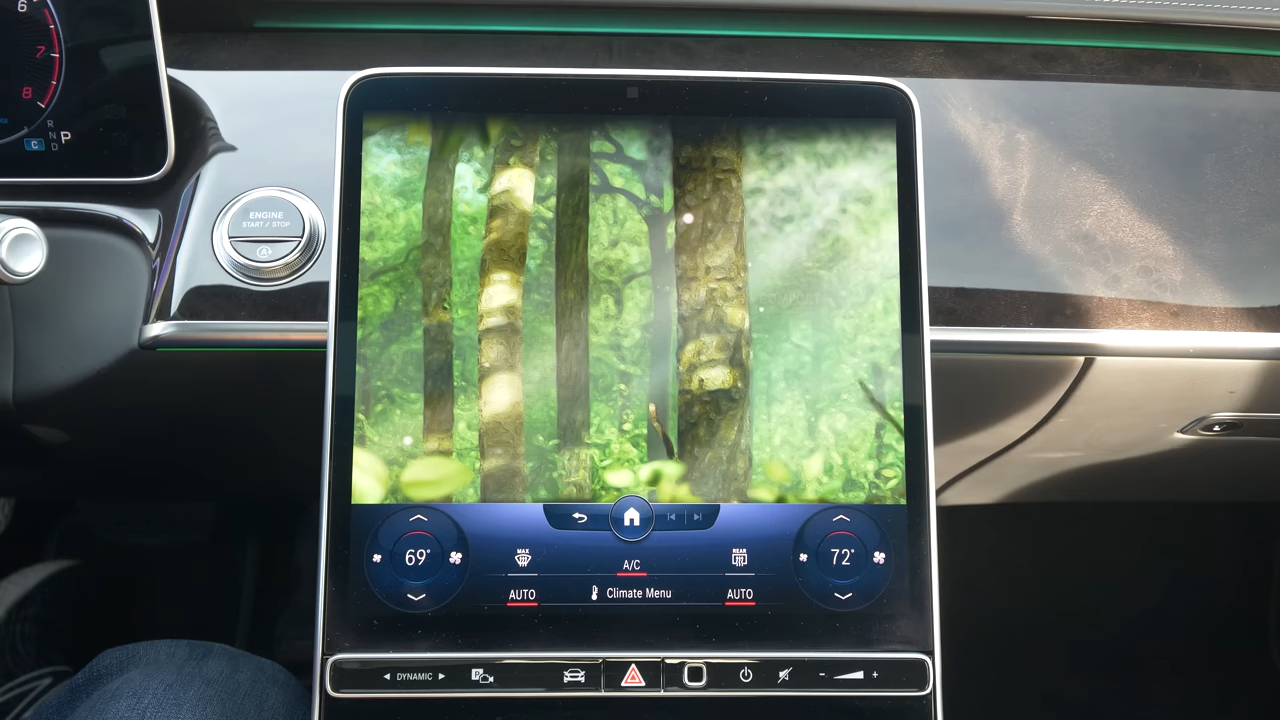 6
7
8
R
N
D
P
C
ENGINE
START / STOP
A
69°
72°
MAX
REAR
A/C
AUTO
Climate Menu
AUTO
◄ DYNAMIC ►
P
- +